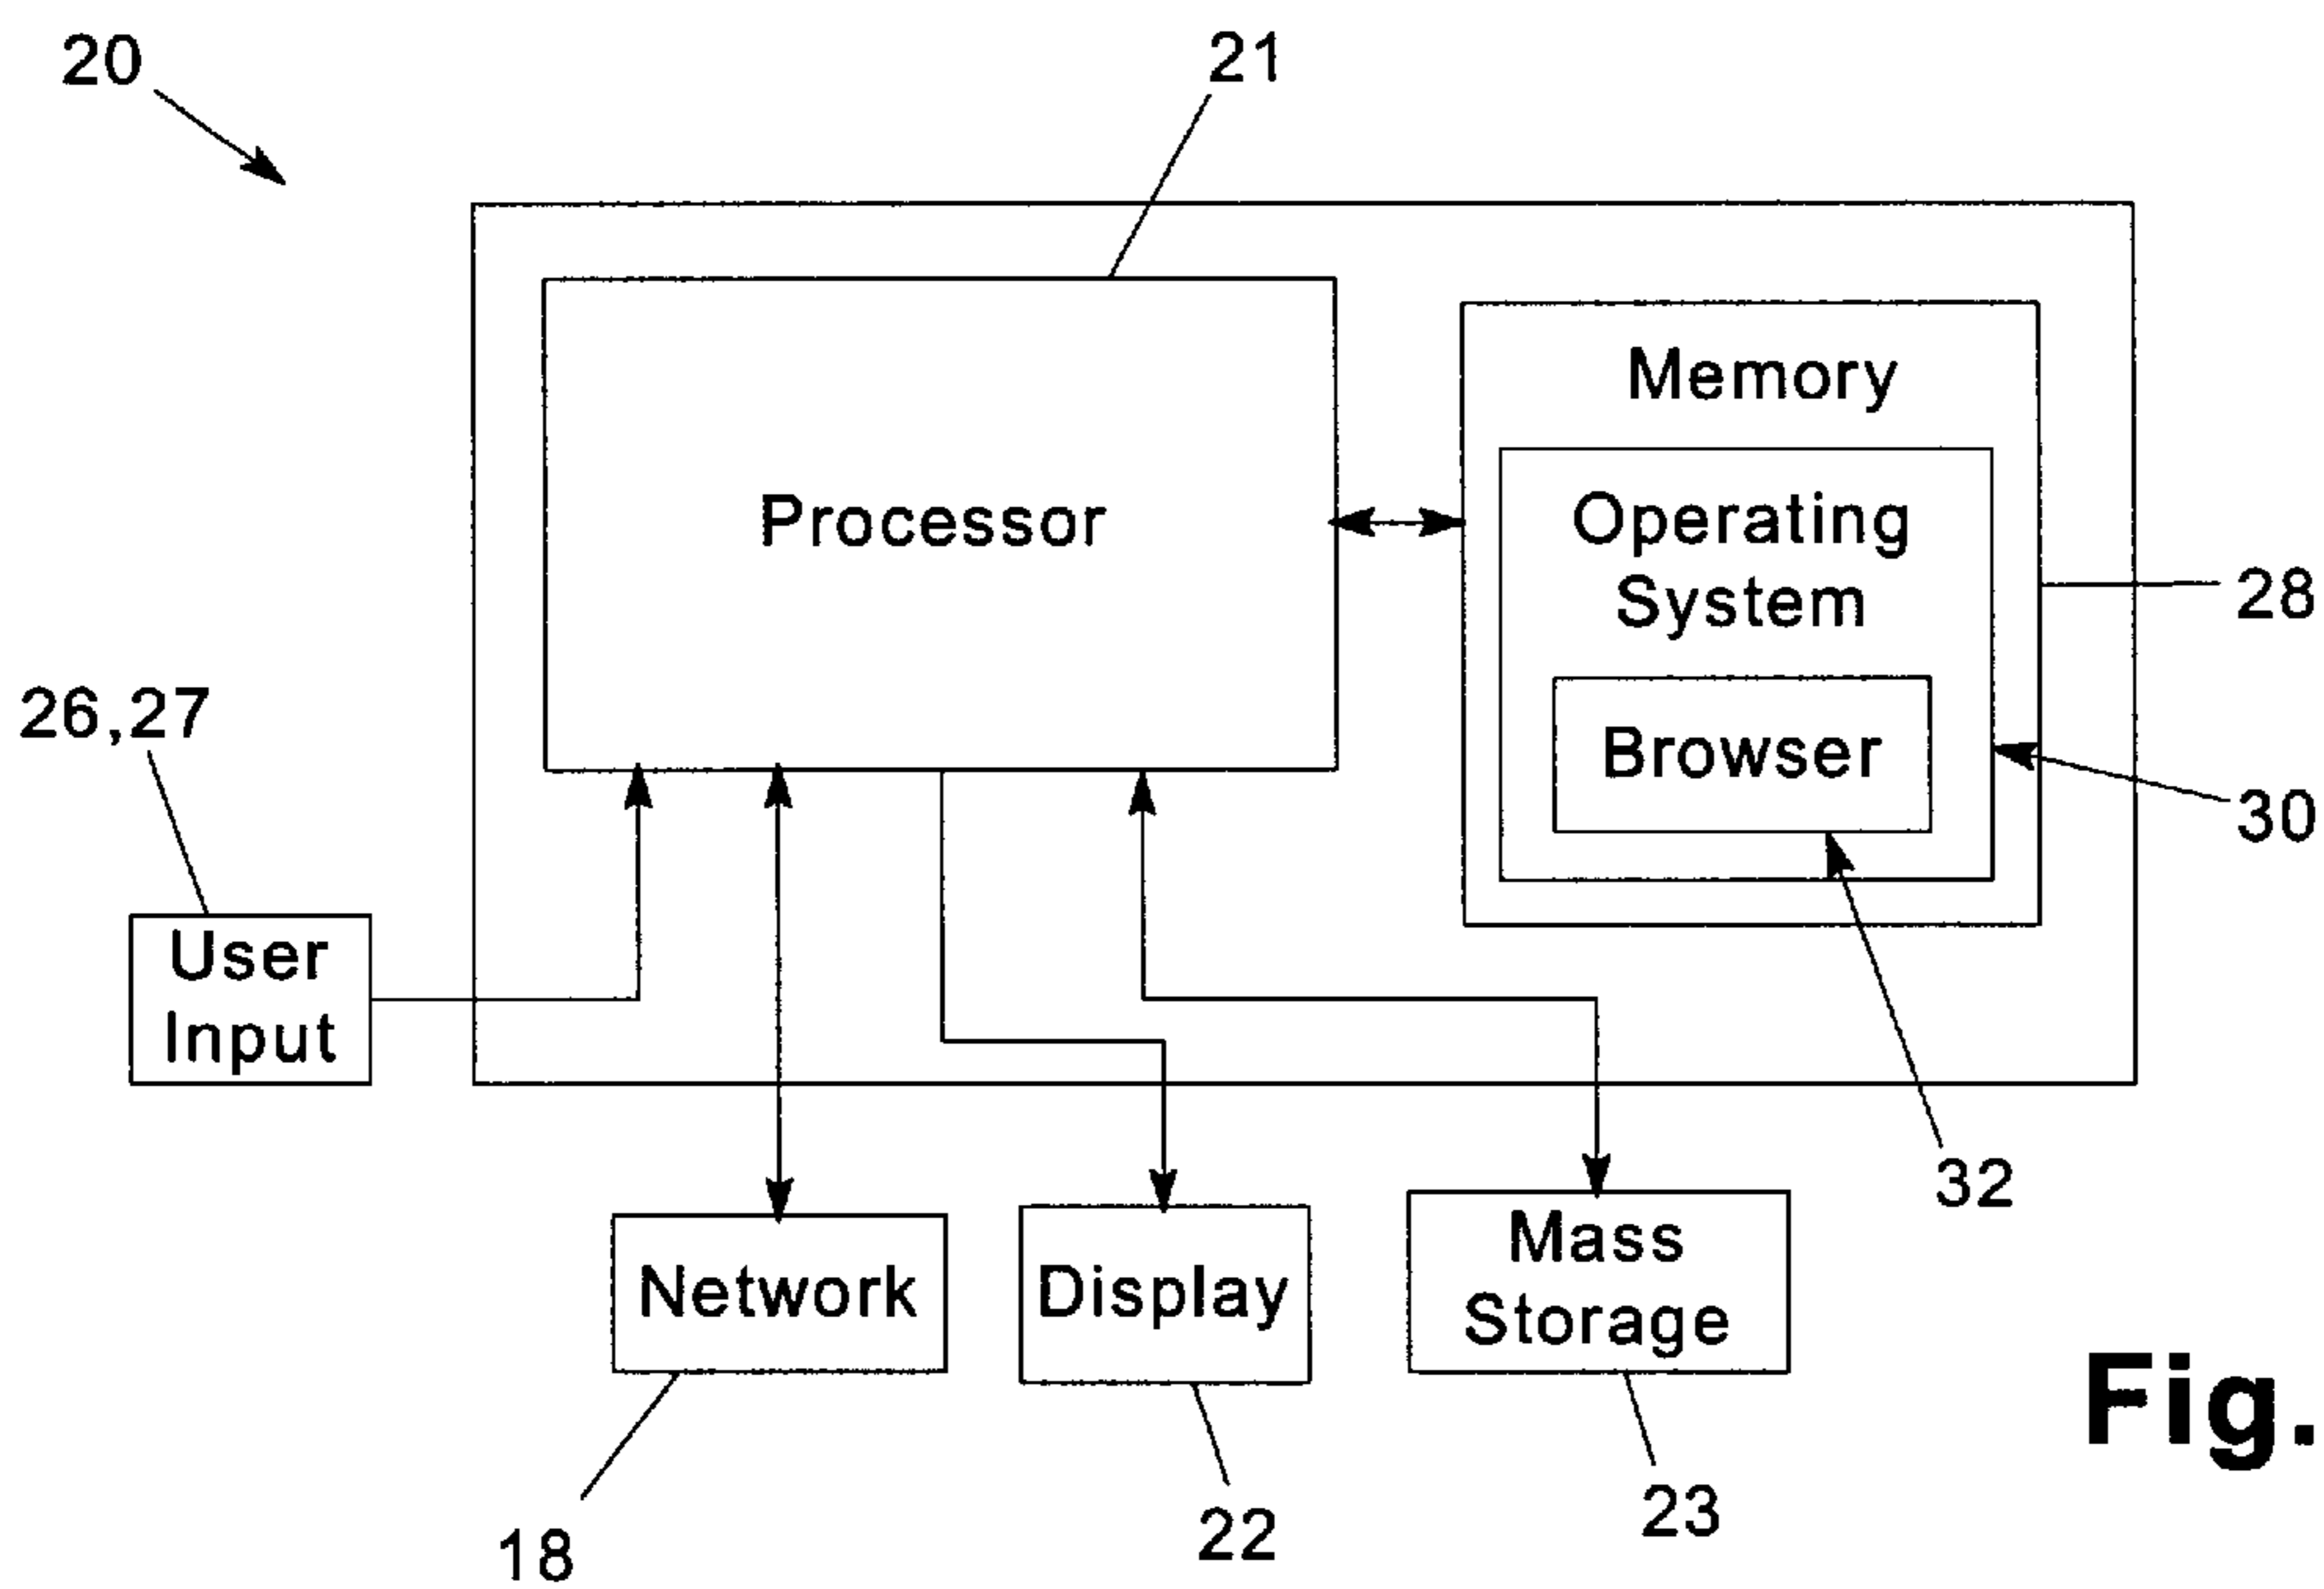 20
21
Processor
Memory
Operating
System
Browser
28
30
26,27
User
Input
32
Network
Display
Mass
Storage
18
22
23
Fig.